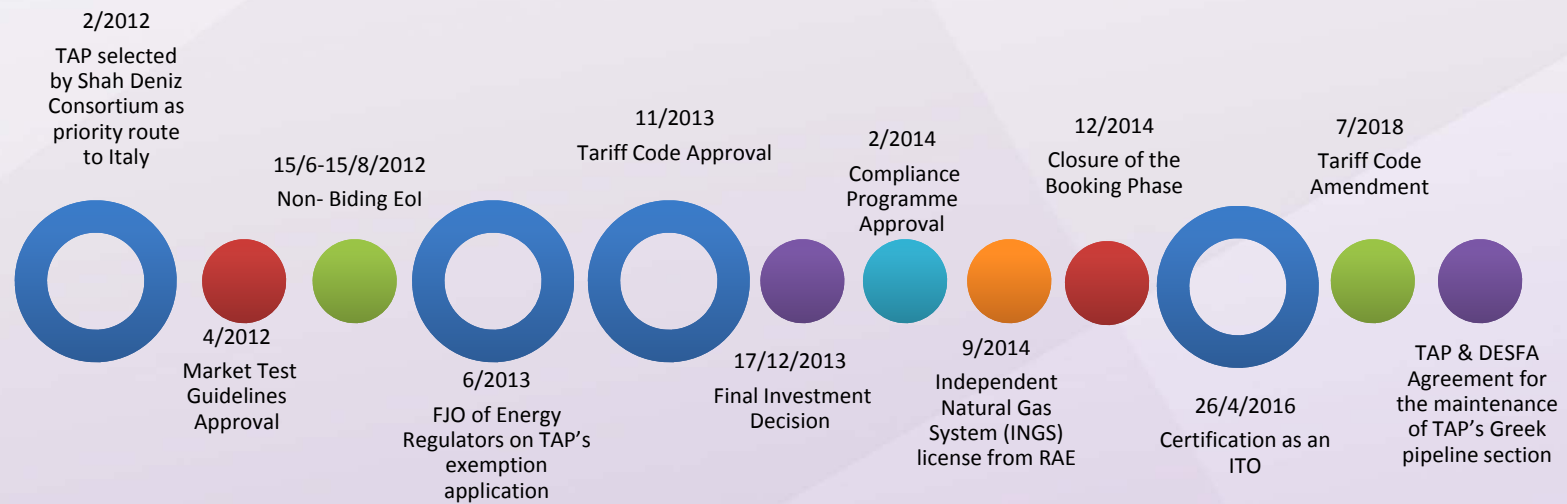 2/2012
TAP selected
by Shah Deniz
Consortium as
priority route
to Italy
4/2012
Market Test
Guidelines
Approval
15/6-15/8/2012
Non- Biding EoI
6/2013
FJO of Energy
Regulators on TAP’s
exemption
application
11/2013
Tariff Code Approval
17/12/2013
Final Investment
Decision
2/2014
Compliance
Programme
Approval
9/2014
Independent
Natural Gas
System (INGS)
license from RAE
12/2014
Closure of the
Booking Phase
26/4/2016
Certification as an
ITO
7/2018
Tariff Code
Amendment
TAP & DESFA
Agreement for
the maintenance
of TAP’s Greek
pipeline section